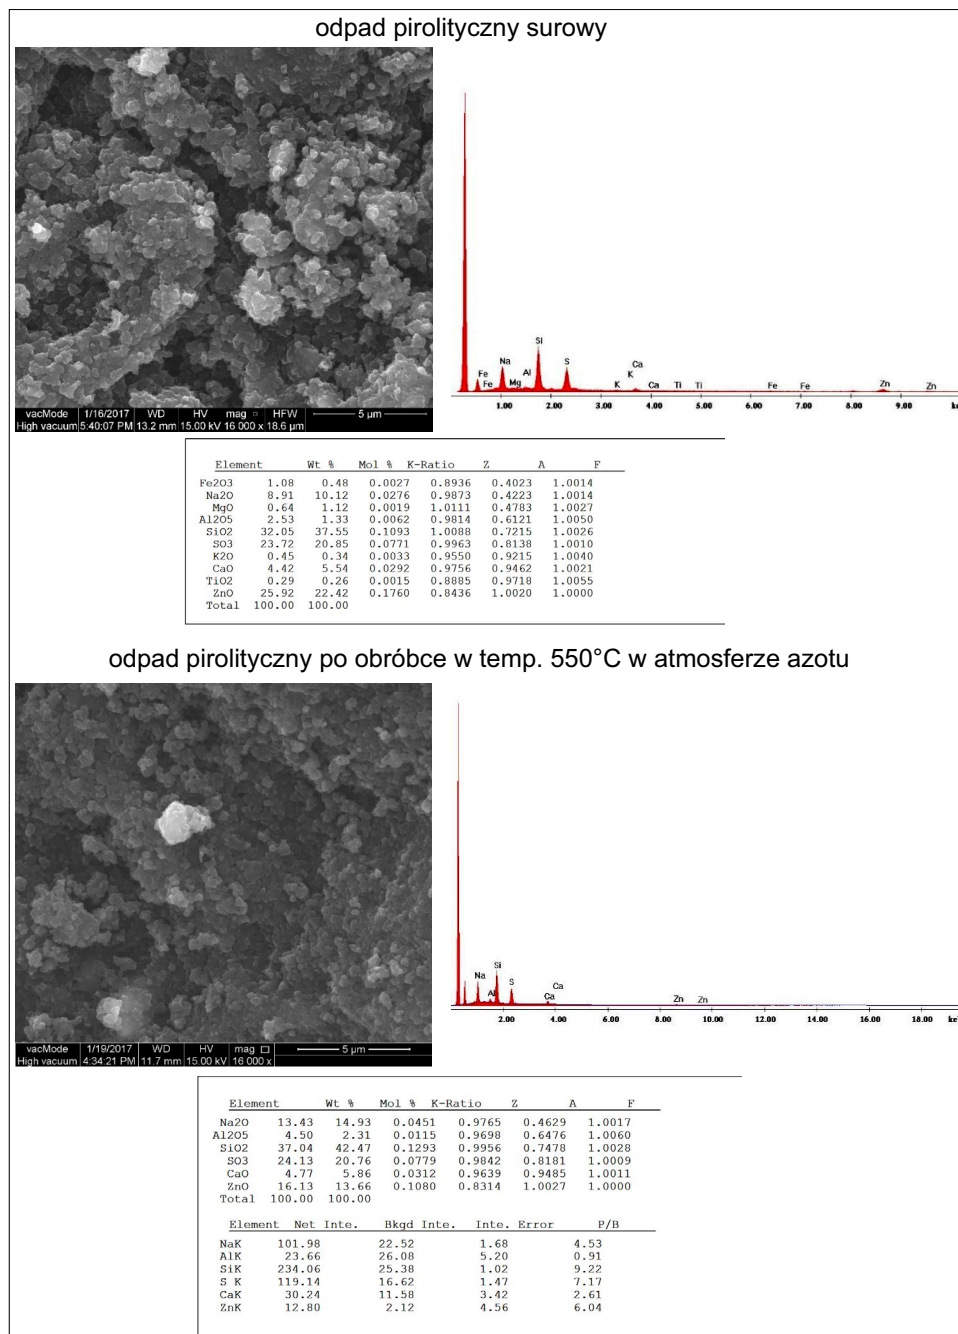 odpad pirolityczny surowy
vacMode 1/16/2017 WD HV mag □ HFW 5 µm
High vacuum 5:40:07 PM 13.2 mm 15.00 kV 16 000 x 18.6 µm
Fe Fe Na Mg Al Si S K K Ca Ca Ti Ti Fe Fe Zn Zn
1.00 2.00 3.00 4.00 5.00 6.00 7.00 8.00 9.00 ke
Element Wt % Mol % K-Ratio Z A F
Fe2O3 1.08 0.48 0.0027 0.8936 0.4023 1.0014
Na2O 8.91 10.12 0.0276 0.9873 0.4223 1.0014
MgO 0.64 1.12 0.0019 1.0111 0.4783 1.0027
Al2O5 2.53 1.33 0.0062 0.9814 0.6121 1.0050
SiO2 32.05 37.55 0.1093 1.0088 0.7215 1.0026
SO3 23.72 20.85 0.0771 0.9963 0.8138 1.0010
K2O 0.45 0.34 0.0033 0.9550 0.9215 1.0040
CaO 4.42 5.54 0.0292 0.9756 0.9462 1.0021
TiO2 0.29 0.26 0.0015 0.8885 0.9718 1.0055
ZnO 25.92 22.42 0.1760 0.8436 1.0020 1.0000
Total 100.00 100.00
odpad pirolityczny po obróbce w temp. 550°C w atmosferze azotu
vacMode 1/19/2017 WD HV mag □ 5 µm
High vacuum 4:34:21 PM 11.7 mm 15.00 kV 16 000 x
Na Al Si S Ca Ca Zn Zn
2.00 4.00 6.00 8.00 10.00 12.00 14.00 16.00 18.00 ke
Element Wt % Mol % K-Ratio Z A F
Na2O 13.43 14.93 0.0451 0.9765 0.4629 1.0017
Al2O5 4.50 2.31 0.0115 0.9698 0.6476 1.0060
SiO2 37.04 42.47 0.1293 0.9956 0.7478 1.0028
SO3 24.13 20.76 0.0779 0.9842 0.8181 1.0009
CaO 4.77 5.86 0.0312 0.9639 0.9485 1.0011
ZnO 16.13 13.66 0.1080 0.8314 1.0027 1.0000
Total 100.00 100.00
Element Net Inte. Bkgd Inte. Inte. Error P/B
NaK 101.98 22.52 1.68 4.53
AlK 23.66 26.08 5.20 0.91
SiK 234.06 25.38 1.02 9.22
S K 119.14 16.62 1.47 7.17
CaK 30.24 11.58 3.42 2.61
ZnK 12.80 2.12 4.56 6.04